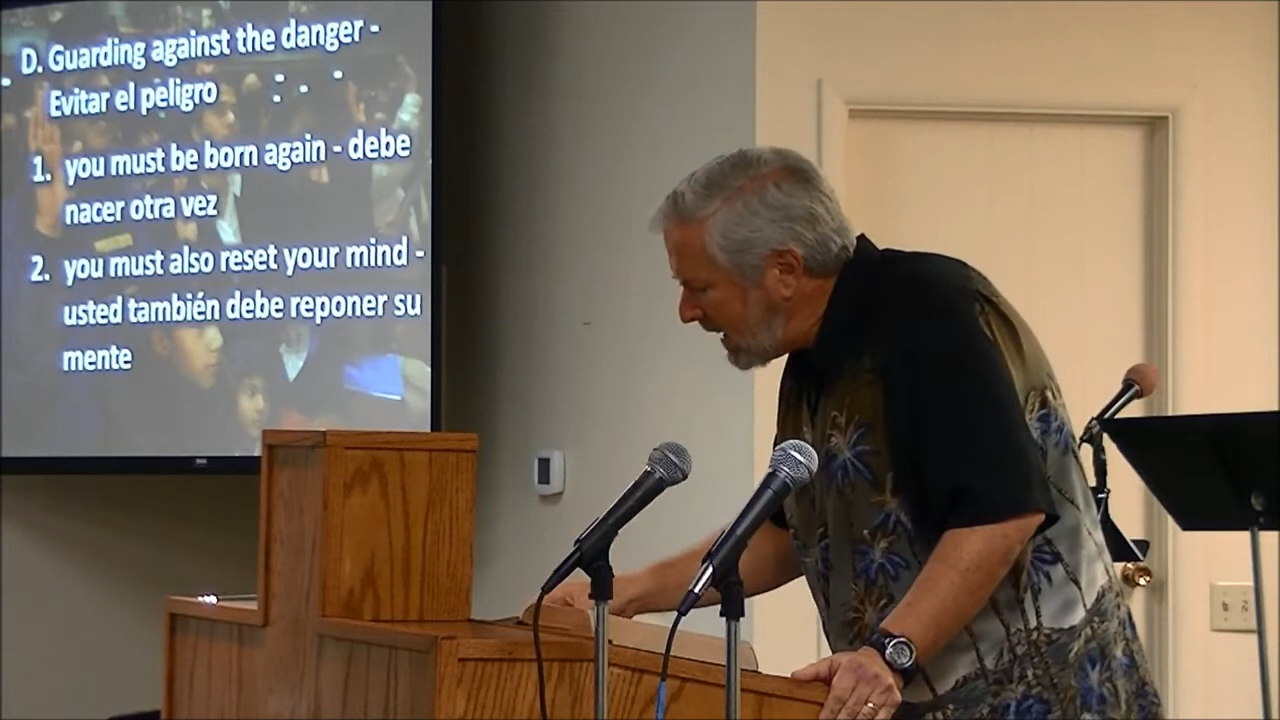 D. Guarding against the danger -
Evitar el peligro
1. you must be born again - debe
nacer otra vez
2. you must also reset your mind -
usted también debe reponer su
mente